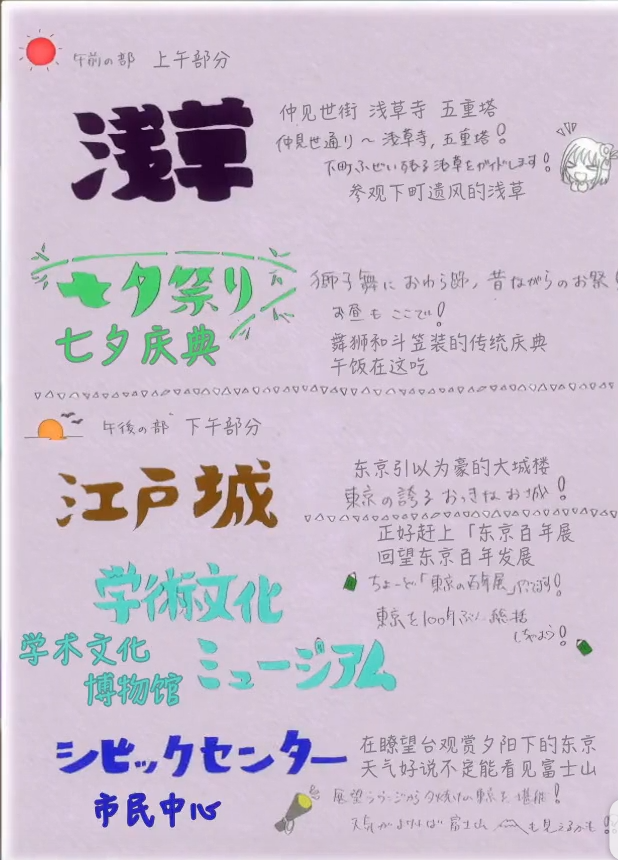 午前の部 上午部分
浅草
仲见世街 浅草寺 五重塔
仲見世通り～浅草寺,五重塔!
下町ふぜい残る浅草をガイドします!
参观下町遗风的浅草
七夕祭り
七夕庆典
獅子舞に おわら踊、昔ながらのお祭!
お昼も ここで!
舞狮和斗笠装的传统庆典
午饭在这吃
午後の部 下午部分
江戸城
东京引以为豪的大城楼
東京の誇る おっきなお城!
正好赶上「东京百年展
回望东京百年发展
学術文化
ちょーど「東京の百年展」
東京を100年ぶり 総括
しちゃおう!
学术文化
博物馆
ミュージアム
シビックセンター
市民中心
在瞭望台观赏夕阳下的东京
天气好说不定能看见富士山
展望ラウンジから夕焼けの東京を堪能!
天気がよければ 富士山 も見えるかも!